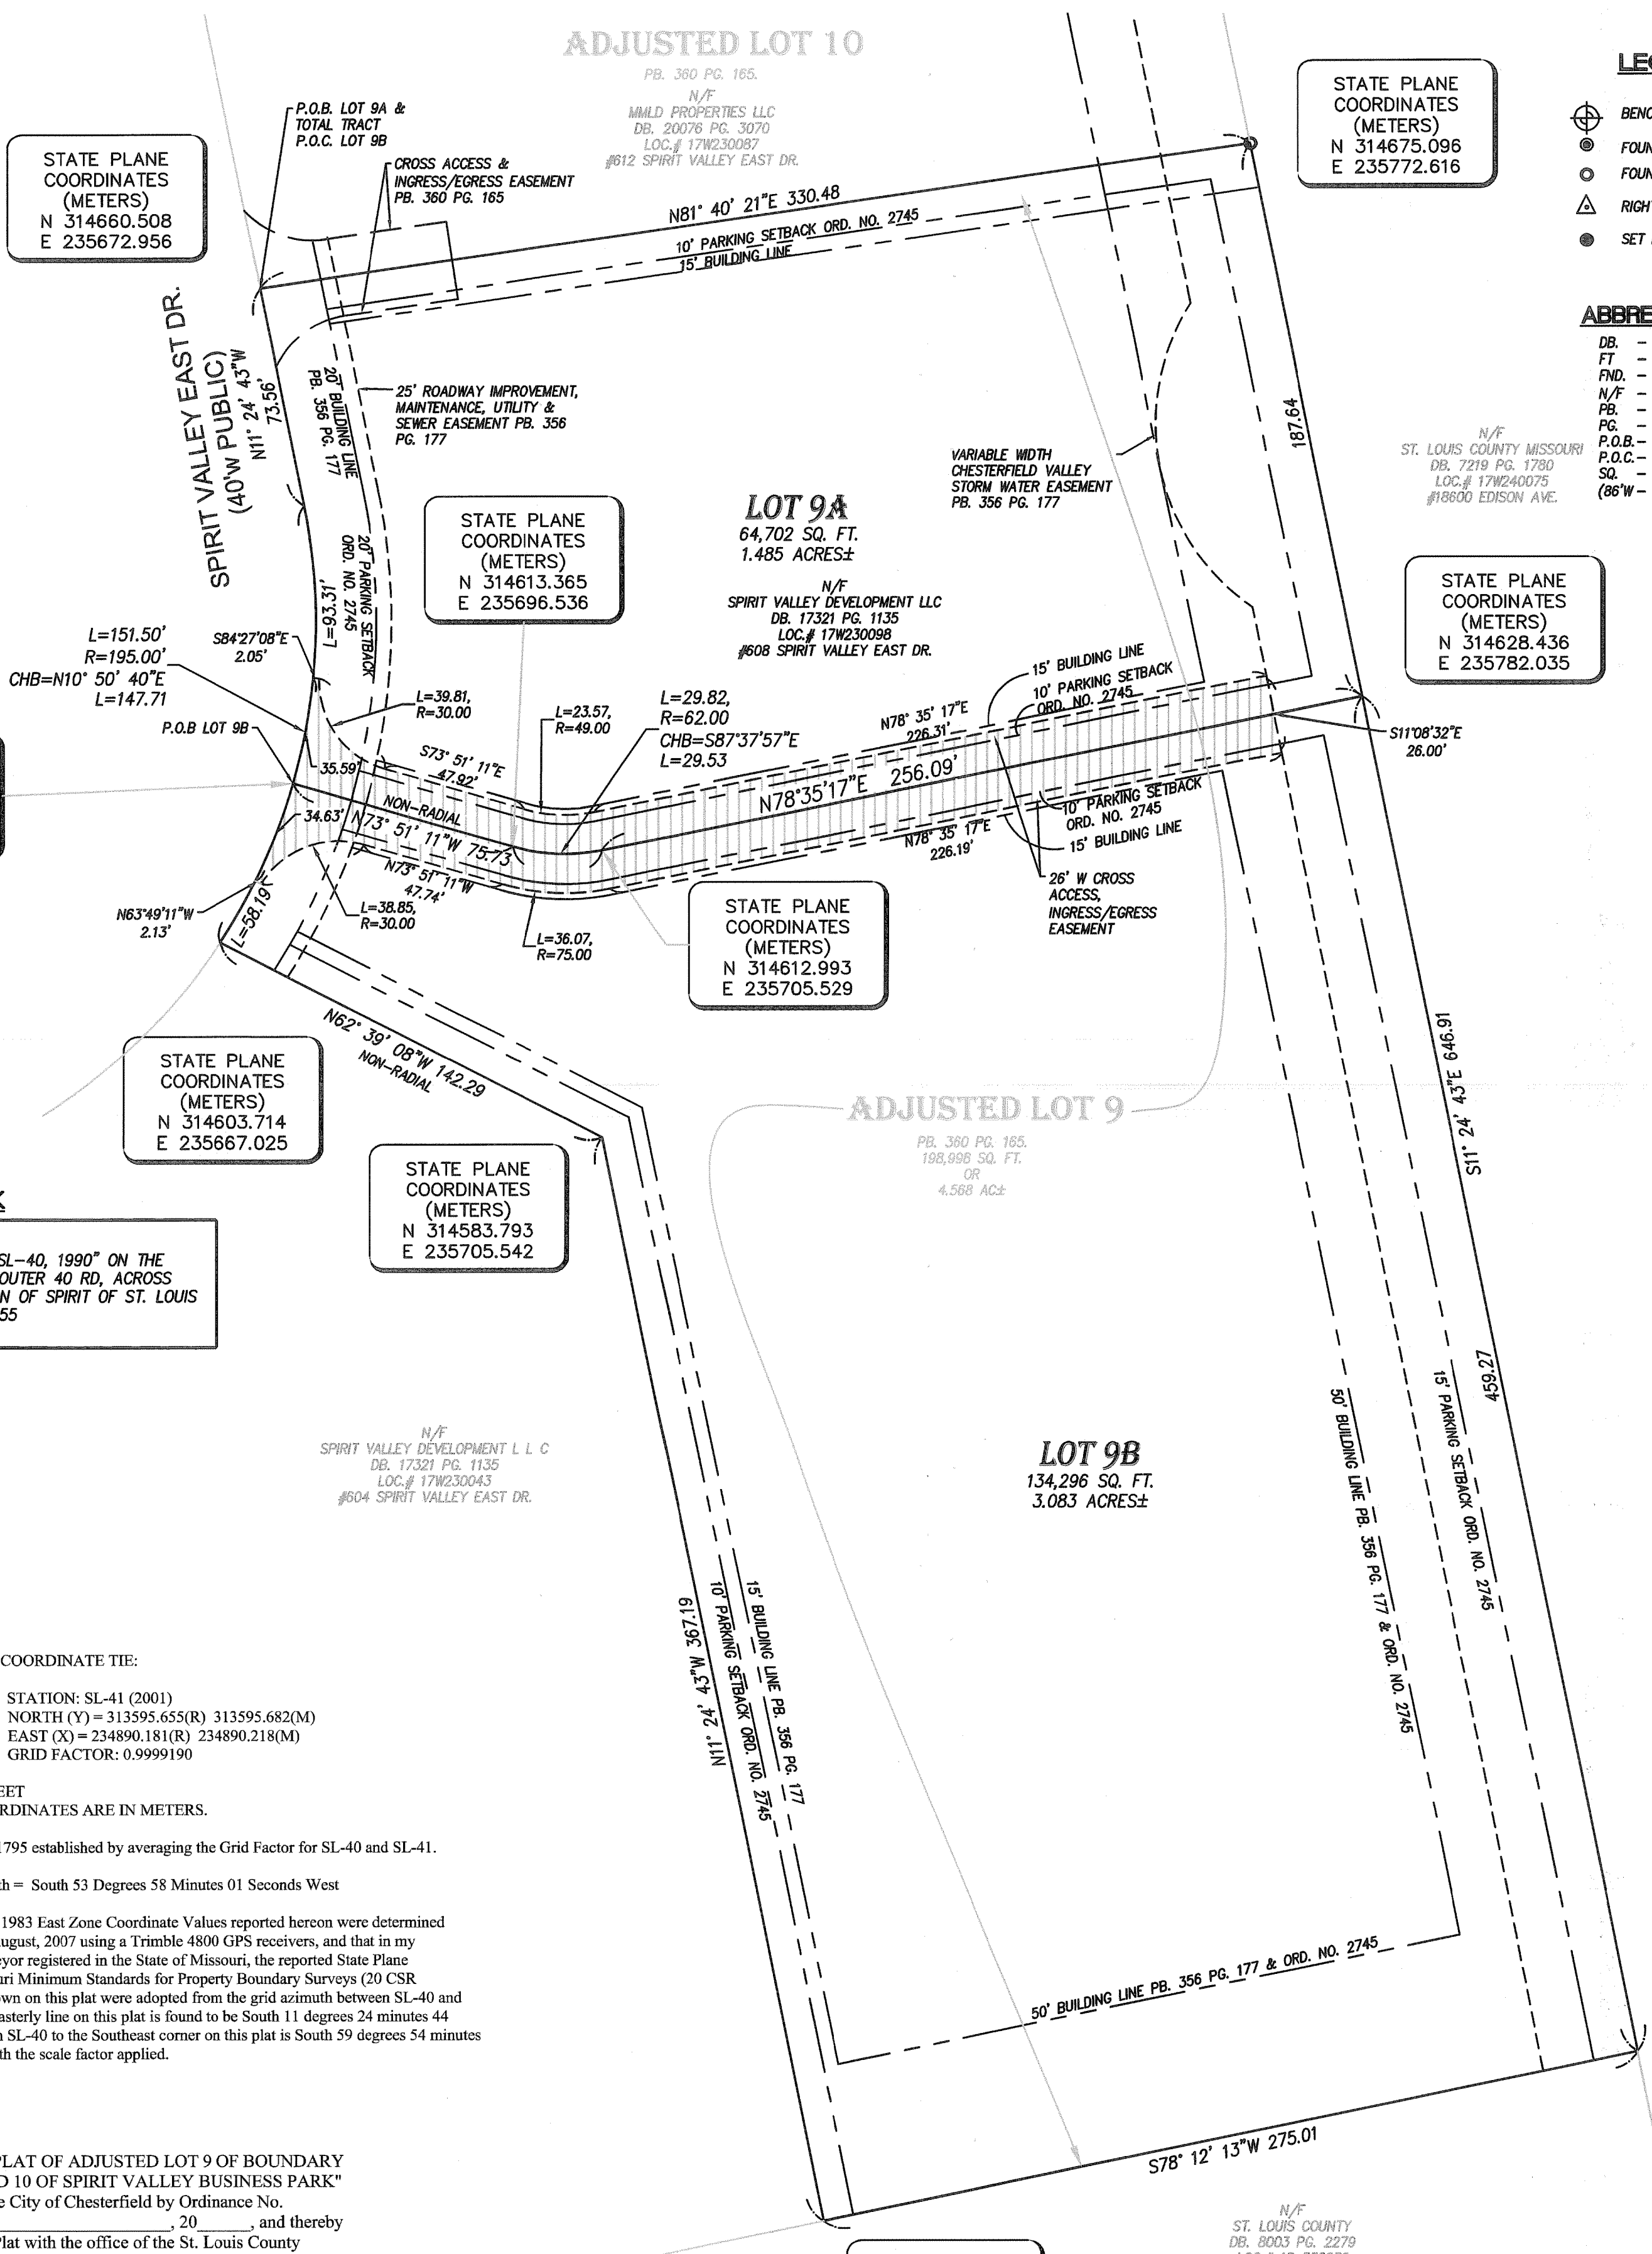 ADJUSTED LOT 10
PB. 360 PG. 165.
N/F
MMLD PROPERTIES LLC
DB. 20076 PG. 3070
LOC.# 17W230087
#612 SPIRIT VALLEY EAST DR.
P.O.B. LOT 9A &
TOTAL TRACT
P.O.C. LOT 9B
CROSS ACCESS &
INGRESS/EGRESS EASEMENT
PB. 360 PG. 165
STATE PLANE
COORDINATES
(METERS)
N 314660.508
E 235672.956
STATE PLANE
COORDINATES
(METERS)
N 314675.096
E 235772.616
BENC
FOUN
FOUN
RIGH
SET
ABBRE
DB. -
FT -
FND. -
N/F -
PB. -
PG. -
P.O.B.-
P.O.C.-
SQ. -
(86'W -
N81° 40' 21"E 330.48
10' PARKING SETBACK ORD. NO. 2745
15' BUILDING LINE
SPIRIT VALLEY EAST DR.
(40'W PUBLIC)
N11° 24' 43"W
73.56'
20' BUILDING LINE
PB. 356 PG. 177
25' ROADWAY IMPROVEMENT,
MAINTENANCE, UTILITY &
SEWER EASEMENT PB. 356
PG. 177
187.64
N/F
ST. LOUIS COUNTY MISSOURI
DB. 7219 PG. 1780
LOC.# 17W240075
#18600 EDISON AVE.
VARIABLE WIDTH
CHESTERFIELD VALLEY
STORM WATER EASEMENT
PB. 356 PG. 177
LOT 9A
64,702 SQ. FT.
1.485 ACRES±
N/F
SPIRIT VALLEY DEVELOPMENT LLC
DB. 17321 PG. 1135
LOC.# 17W230098
#608 SPIRIT VALLEY EAST DR.
STATE PLANE
COORDINATES
(METERS)
N 314613.365
E 235696.536
20' PARKING SETBACK
ORD. NO. 2745
L=93.31'
STATE PLANE
COORDINATES
(METERS)
N 314628.436
E 235782.035
L=151.50'
R=195.00'
CHB=N10° 50' 40"E
L=147.71
S84°27'08"E
2.05'
P.O.B LOT 9B
L=39.81,
R=30.00
L=23.57,
R=49.00
L=29.82,
R=62.00
CHB=S87°37'57"E
L=29.53
15' BUILDING LINE
10' PARKING SETBACK
ORD. NO. 2745
N78° 35' 17"E
226.31'
S11°08'32"E
26.00'
35.59'
S73° 51' 11"E
47.92'
NON-RADIAL
N73° 51' 11"W 75.73'
N78°35'17"E 256.09'
34.63'
10' PARKING SETBACK
ORD. NO. 2745
15' BUILDING LINE
N78° 35' 17"E
226.19'
N73° 51' 11"W
47.74'
26' W CROSS
ACCESS,
INGRESS/EGRESS
EASEMENT
N63°49'11"W
2.13'
L=58.19'
L=38.85,
R=30.00
L=36.07,
R=75.00
STATE PLANE
COORDINATES
(METERS)
N 314612.993
E 235705.529
N62° 39' 08"W 142.29
NON-RADIAL
STATE PLANE
COORDINATES
(METERS)
N 314603.714
E 235667.025
STATE PLANE
COORDINATES
(METERS)
N 314583.793
E 235705.542
ADJUSTED LOT 9
PB. 360 PG. 165.
198,998 SQ. FT.
OR
4.568 AC±
S11° 24' 43"E 646.91
459.27
SL-40, 1990" ON THE
OUTER 40 RD, ACROSS
N OF SPIRIT OF ST. LOUIS
55
N/F
SPIRIT VALLEY DEVELOPMENT L L C
DB. 17321 PG. 1135
LOC.# 17W230043
#604 SPIRIT VALLEY EAST DR.
LOT 9B
134,296 SQ. FT.
3.083 ACRES±
50' BUILDING LINE PB. 356 PG. 177 & ORD. NO. 2745
15' PARKING SETBACK ORD. NO. 2745
N11° 24' 43"W 367.19
10' PARKING SETBACK ORD. NO. 2745
15' BUILDING LINE PB. 356 PG. 177
50' BUILDING LINE PB. 356 PG. 177 & ORD. NO. 2745
S78° 12' 13"W 275.01
COORDINATE TIE:
STATION: SL-41 (2001)
NORTH (Y) = 313595.655(R) 313595.682(M)
EAST (X) = 234890.181(R) 234890.218(M)
GRID FACTOR: 0.9999190
EET
RDINATES ARE IN METERS.
1795 established by averaging the Grid Factor for SL-40 and SL-41.
th = South 53 Degrees 58 Minutes 01 Seconds West
1983 East Zone Coordinate Values reported hereon were determined
ugust, 2007 using a Trimble 4800 GPS receivers, and that in my
eyor registered in the State of Missouri, the reported State Plane
uri Minimum Standards for Property Boundary Surveys (20 CSR
own on this plat were adopted from the grid azimuth between SL-40 and
asterly line on this plat is found to be South 11 degrees 24 minutes 44
n SL-40 to the Southeast corner on this plat is South 59 degrees 54 minutes
th the scale factor applied.
PLAT OF ADJUSTED LOT 9 OF BOUNDARY
D 10 OF SPIRIT VALLEY BUSINESS PARK"
e City of Chesterfield by Ordinance No.
, 20 , and thereby
Plat with the office of the St. Louis County
N/F
ST. LOUIS COUNTY
DB. 8003 PG. 2279